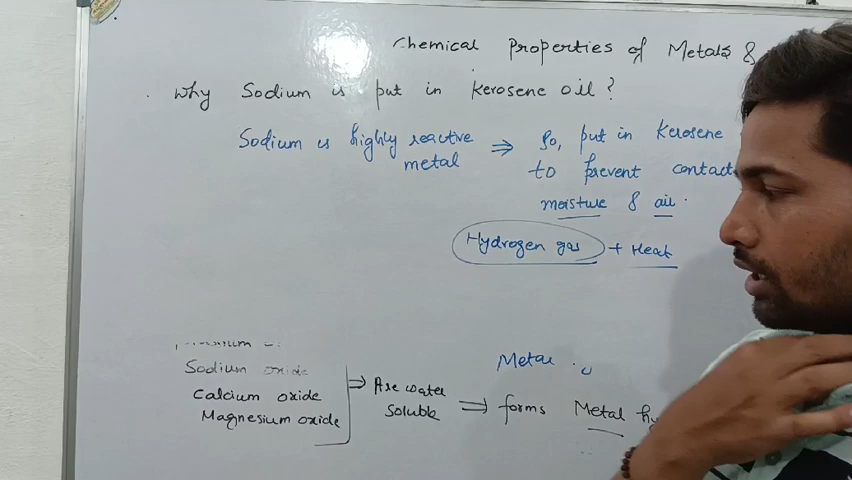 Chemical Properties of Metals &
Why Sodium is put in Kerosene oil?
Sodium is highly reactive metal ⇒ So, put in Kerosene
to prevent contact
moisture & air.
Hydrogen gas + Heat
Sodium oxide
Calcium oxide
Magnesium oxide
⇒ Are water soluble
⇒ forms Metal hy